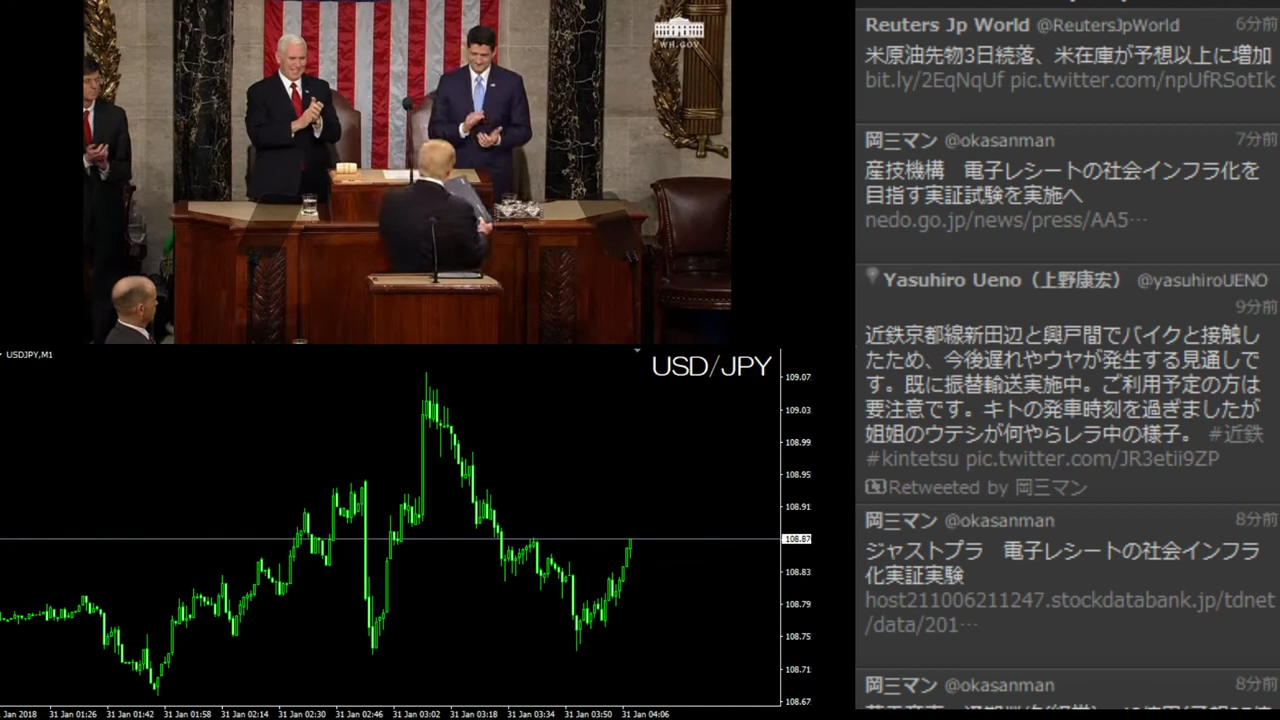 WH.GOV
USDJPY,M1
USD/JPY
109.07
109.03
108.99
108.95
108.91
108.87
108.83
108.79
108.75
108.71
108.67
Jan 2018
31 Jan 01:26
31 Jan 01:42
31 Jan 01:58
31 Jan 02:14
31 Jan 02:30
31 Jan 02:46
31 Jan 03:02
31 Jan 03:18
31 Jan 03:34
31 Jan 03:50
31 Jan 04:06
Reuters Jp World @ReutersJpWorld 6分前
米原油先物3日続落、米在庫が予想以上に増加
bit.ly/2EqNqUf pic.twitter.com/npUfRSotIk
岡三マン @okasanman 7分前
産技機構 電子レシートの社会インフラ化を
目指す実証試験を実施へ
nedo.go.jp/news/press/AA5…
Yasuhiro Ueno（上野康宏） @yasuhiroUENO
9分前
近鉄京都線新田辺と興戸間でバイクと接触し
たため、今後遅れやウヤが発生する見通しで
す。既に振替輸送実施中。ご利用予定の方は
要注意です。キトの発車時刻を過ぎましたが
姐姐のウテシが何やらレラ中の様子。 #近鉄
#kintetsu pic.twitter.com/JR3etii9ZP
Retweeted by 岡三マン
岡三マン @okasanman 8分前
ジャストプラ 電子レシートの社会インフラ
化実証実験
host211006211247.stockdatabank.jp/tdnet
/data/201…
岡三マン @okasanman 8分前